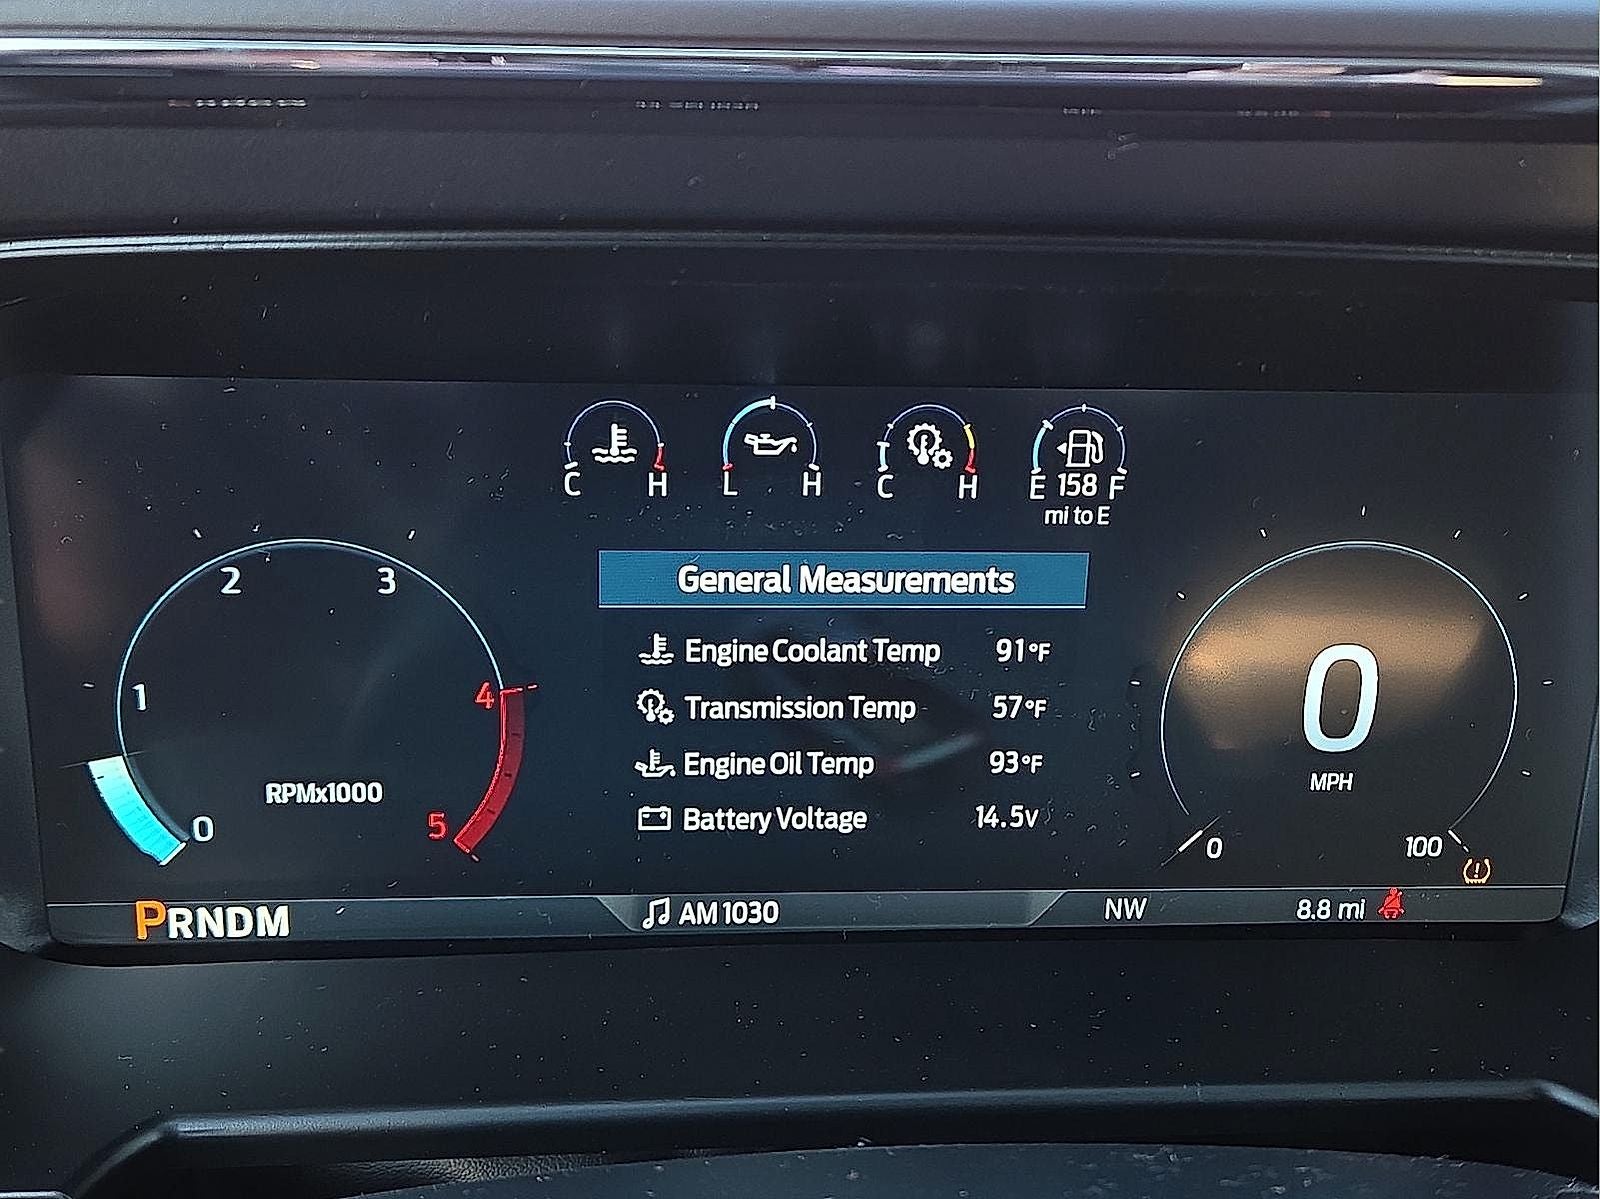 C H
L H
C H
E 158 F
mi to E
2 3
1 4
0 5
RPMx1000
General Measurements
Engine Coolant Temp 91°F
Transmission Temp 57°F
Engine Oil Temp 93°F
Battery Voltage 14.5v
0
MPH
0 100
PRNDM
AM 1030
NW
8.8 mi